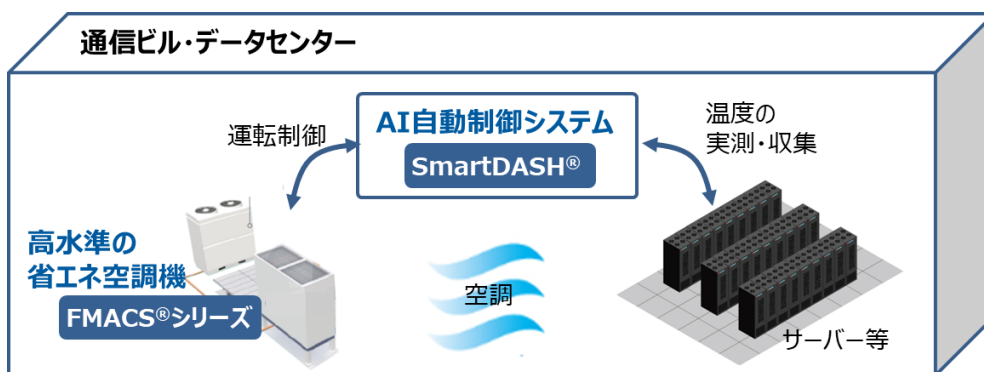 通信ビル・データセンター
AI自動制御システム
SmartDASH®
運転制御
温度の
実測・収集
高水準の
省エネ空調機
FMACS®シリーズ
空調
サーバー等